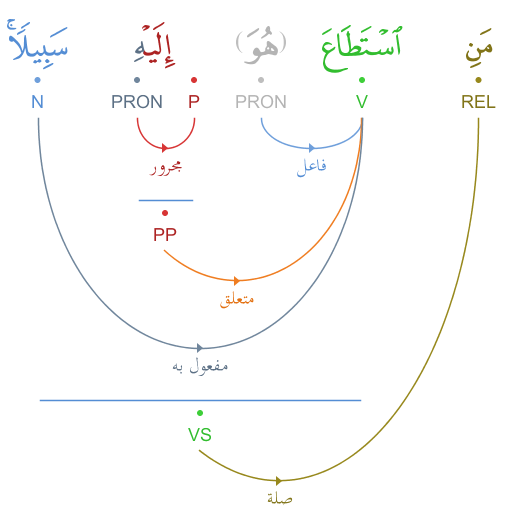 مَنِ ٱسْتَطَاعَ (هُوَ) إِلَيْهِ سَبِيلًا ۚ
REL V PRON P PRON N
فاعل مجرور
PP
متعلق
مفعول به
VS
صلة